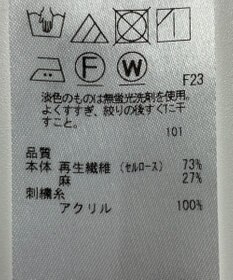 F
W
F23
淡色のものは無蛍光洗剤を使用。
よくすすぎ、絞りの後すぐに干
すこと。
101
品質
本体 再生繊維 (セルロース) 73%
麻 27%
刺繍糸
アクリル 100%